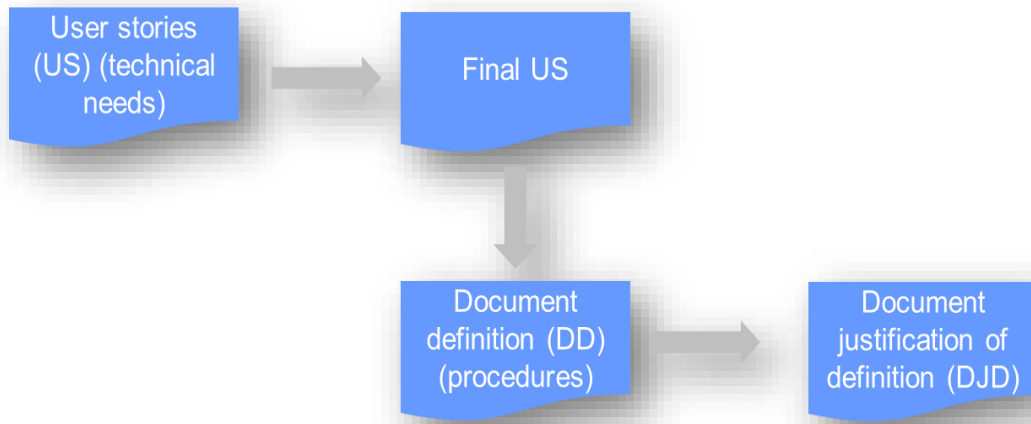 User stories
(US) (technical
needs)
Final US
Document
definition (DD)
(procedures)
Document
justification of
definition (DJD)